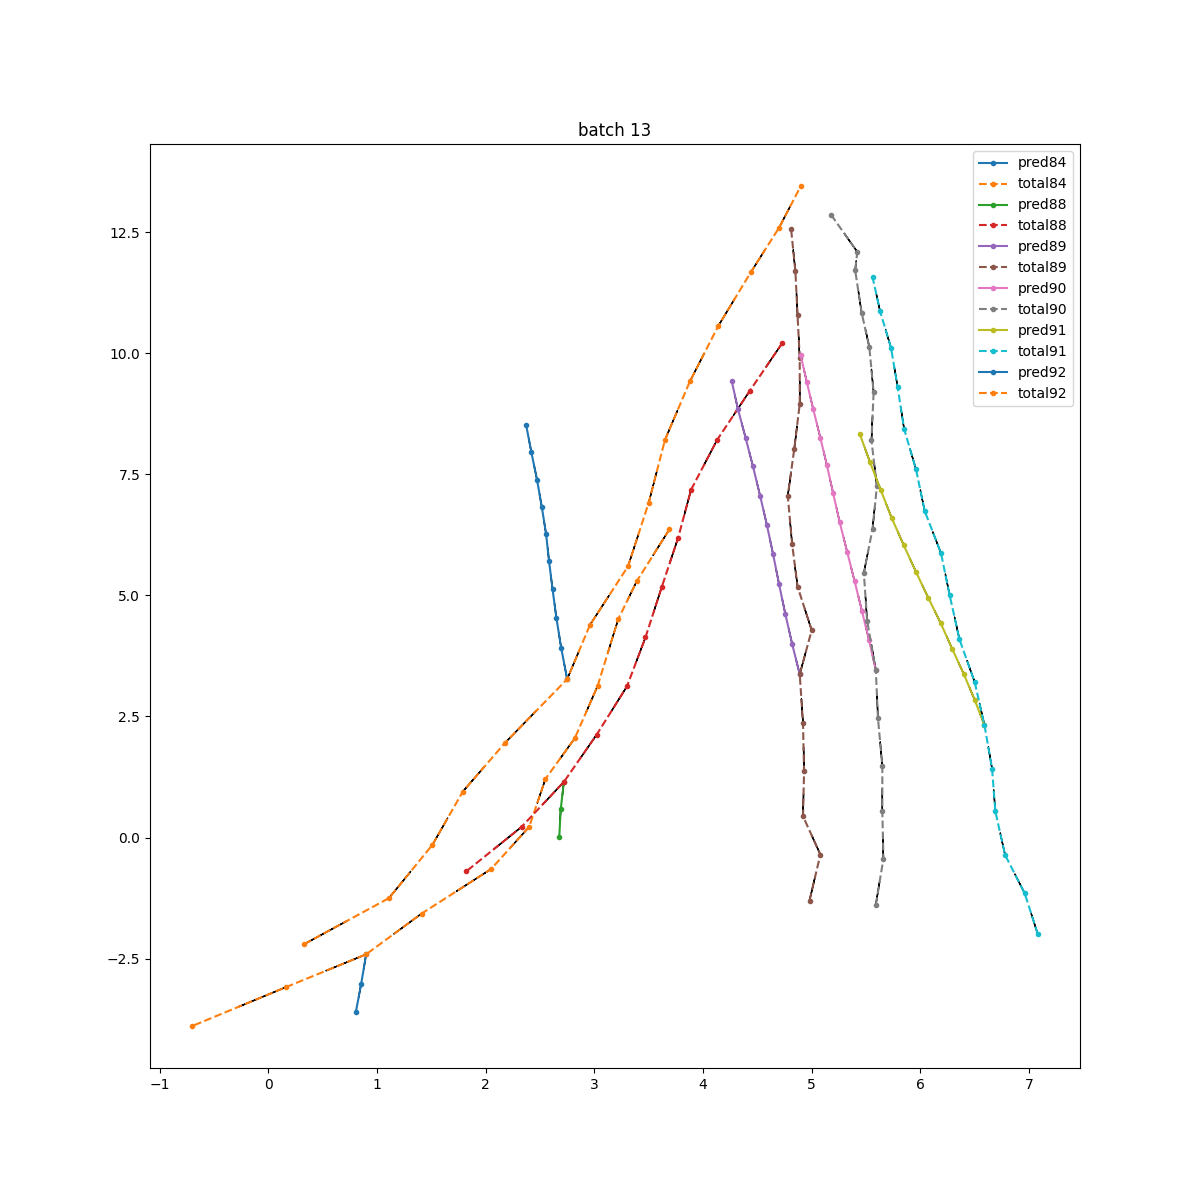 batch 13
pred84
total84
pred88
total88
pred89
total89
pred90
total90
pred91
total91
pred92
total92
12.5
10.0
7.5
5.0
2.5
0.0
−2.5
−1 0 1 2 3 4 5 6 7